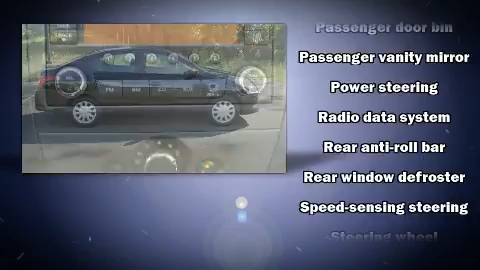 Passenger door bin
Passenger vanity mirror
Power steering
Radio data system
Rear anti-roll bar
Rear window defroster
Speed-sensing steering
Steering wheel